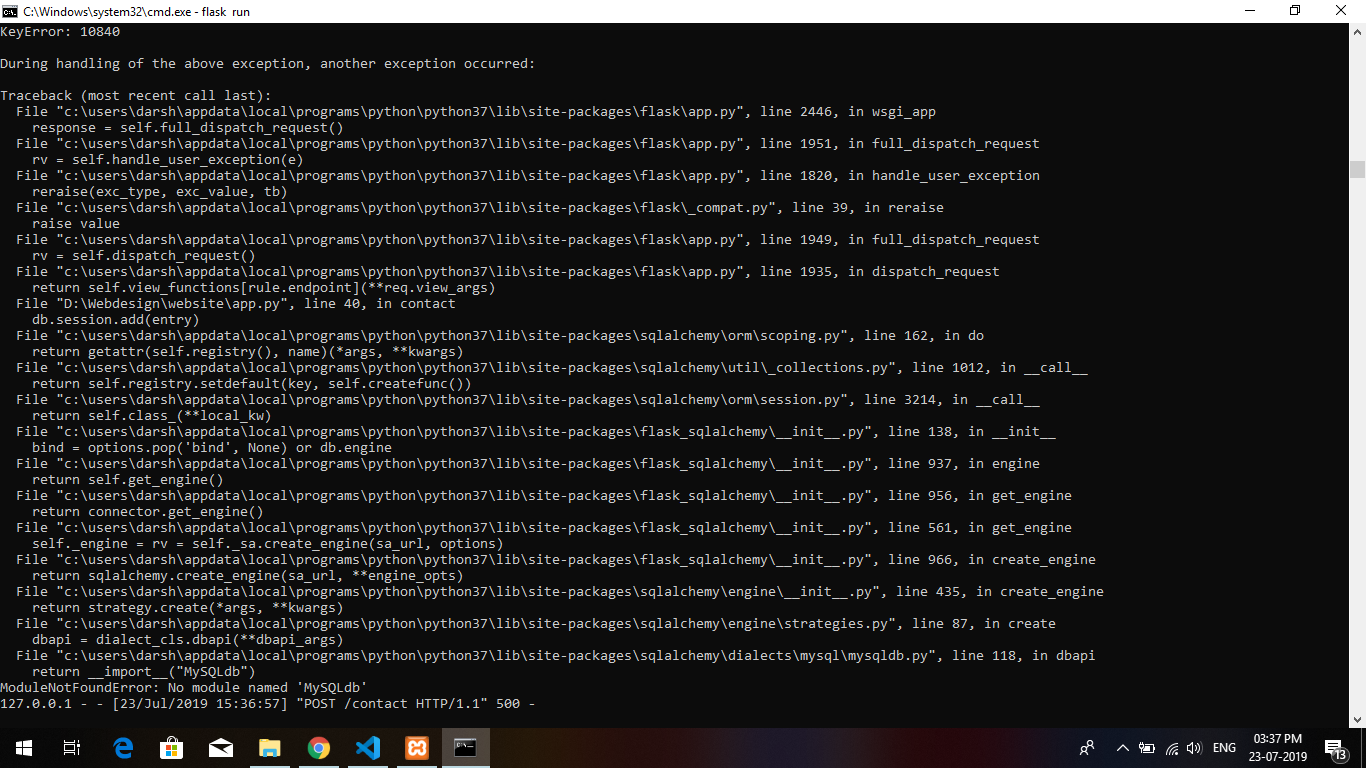 C:\Windows\system32\cmd.exe - flask run
KeyError: 10840
During handling of the above exception, another exception occurred:
Traceback (most recent call last):
  File "c:\users\darsh\appdata\local\programs\python\python37\lib\site-packages\flask\app.py", line 2446, in wsgi_app
    response = self.full_dispatch_request()
  File "c:\users\darsh\appdata\local\programs\python\python37\lib\site-packages\flask\app.py", line 1951, in full_dispatch_request
    rv = self.handle_user_exception(e)
  File "c:\users\darsh\appdata\local\programs\python\python37\lib\site-packages\flask\app.py", line 1820, in handle_user_exception
    reraise(exc_type, exc_value, tb)
  File "c:\users\darsh\appdata\local\programs\python\python37\lib\site-packages\flask\_compat.py", line 39, in reraise
    raise value
  File "c:\users\darsh\appdata\local\programs\python\python37\lib\site-packages\flask\app.py", line 1949, in full_dispatch_request
    rv = self.dispatch_request()
  File "c:\users\darsh\appdata\local\programs\python\python37\lib\site-packages\flask\app.py", line 1935, in dispatch_request
    return self.view_functions[rule.endpoint](**req.view_args)
  File "D:\Webdesign\website\app.py", line 40, in contact
    db.session.add(entry)
  File "c:\users\darsh\appdata\local\programs\python\python37\lib\site-packages\sqlalchemy\orm\scoping.py", line 162, in do
    return getattr(self.registry(), name)(*args, **kwargs)
  File "c:\users\darsh\appdata\local\programs\python\python37\lib\site-packages\sqlalchemy\util\_collections.py", line 1012, in __call__
    return self.registry.setdefault(key, self.createfunc())
  File "c:\users\darsh\appdata\local\programs\python\python37\lib\site-packages\sqlalchemy\orm\session.py", line 3214, in __call__
    return self.class_(**local_kw)
  File "c:\users\darsh\appdata\local\programs\python\python37\lib\site-packages\flask_sqlalchemy\__init__.py", line 138, in __init__
    bind = options.pop('bind', None) or db.engine
  File "c:\users\darsh\appdata\local\programs\python\python37\lib\site-packages\flask_sqlalchemy\__init__.py", line 937, in engine
    return self.get_engine()
  File "c:\users\darsh\appdata\local\programs\python\python37\lib\site-packages\flask_sqlalchemy\__init__.py", line 956, in get_engine
    return connector.get_engine()
  File "c:\users\darsh\appdata\local\programs\python\python37\lib\site-packages\flask_sqlalchemy\__init__.py", line 561, in get_engine
    self._engine = rv = self._sa.create_engine(sa_url, options)
  File "c:\users\darsh\appdata\local\programs\python\python37\lib\site-packages\flask_sqlalchemy\__init__.py", line 966, in create_engine
    return sqlalchemy.create_engine(sa_url, **engine_opts)
  File "c:\users\darsh\appdata\local\programs\python\python37\lib\site-packages\sqlalchemy\engine\__init__.py", line 435, in create_engine
    return strategy.create(*args, **kwargs)
  File "c:\users\darsh\appdata\local\programs\python\python37\lib\site-packages\sqlalchemy\engine\strategies.py", line 87, in create
    dbapi = dialect_cls.dbapi(**dbapi_args)
  File "c:\users\darsh\appdata\local\programs\python\python37\lib\site-packages\sqlalchemy\dialects\mysql\mysqldb.py", line 118, in dbapi
    return __import__("MySQLdb")
ModuleNotFoundError: No module named 'MySQLdb'
127.0.0.1 - - [23/Jul/2019 15:36:57] "POST /contact HTTP/1.1" 500 -
ENG
03:37 PM
23-07-2019
13